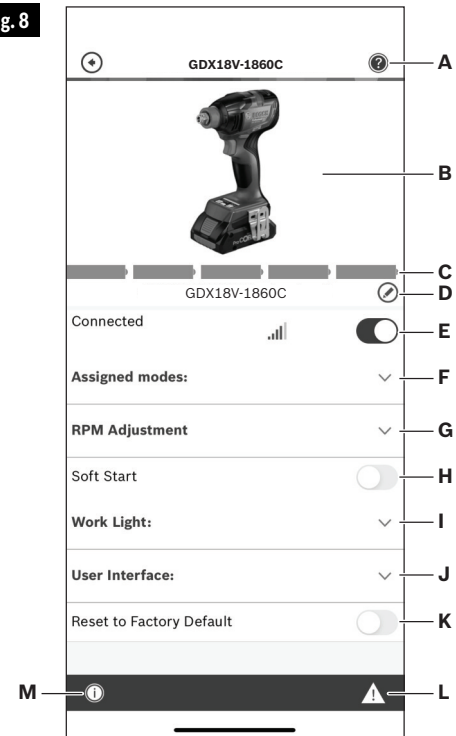 g. 8
GDX18V-1860C
A
B
C
GDX18V-1860C
D
Connected
E
Assigned modes:
F
RPM Adjustment
G
Soft Start
H
Work Light:
I
User Interface:
J
Reset to Factory Default
K
M
L